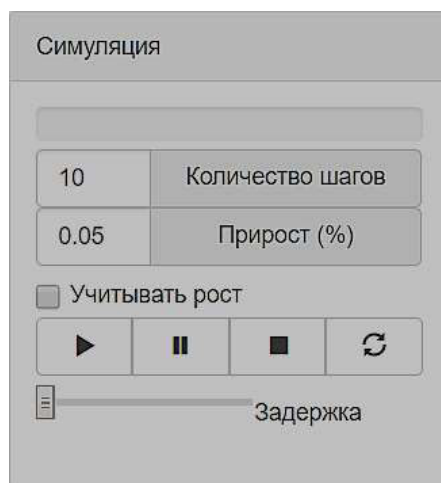 Симуляция
10 Количество шагов
0.05 Прирост (%)
Учитывать рост
Задержка